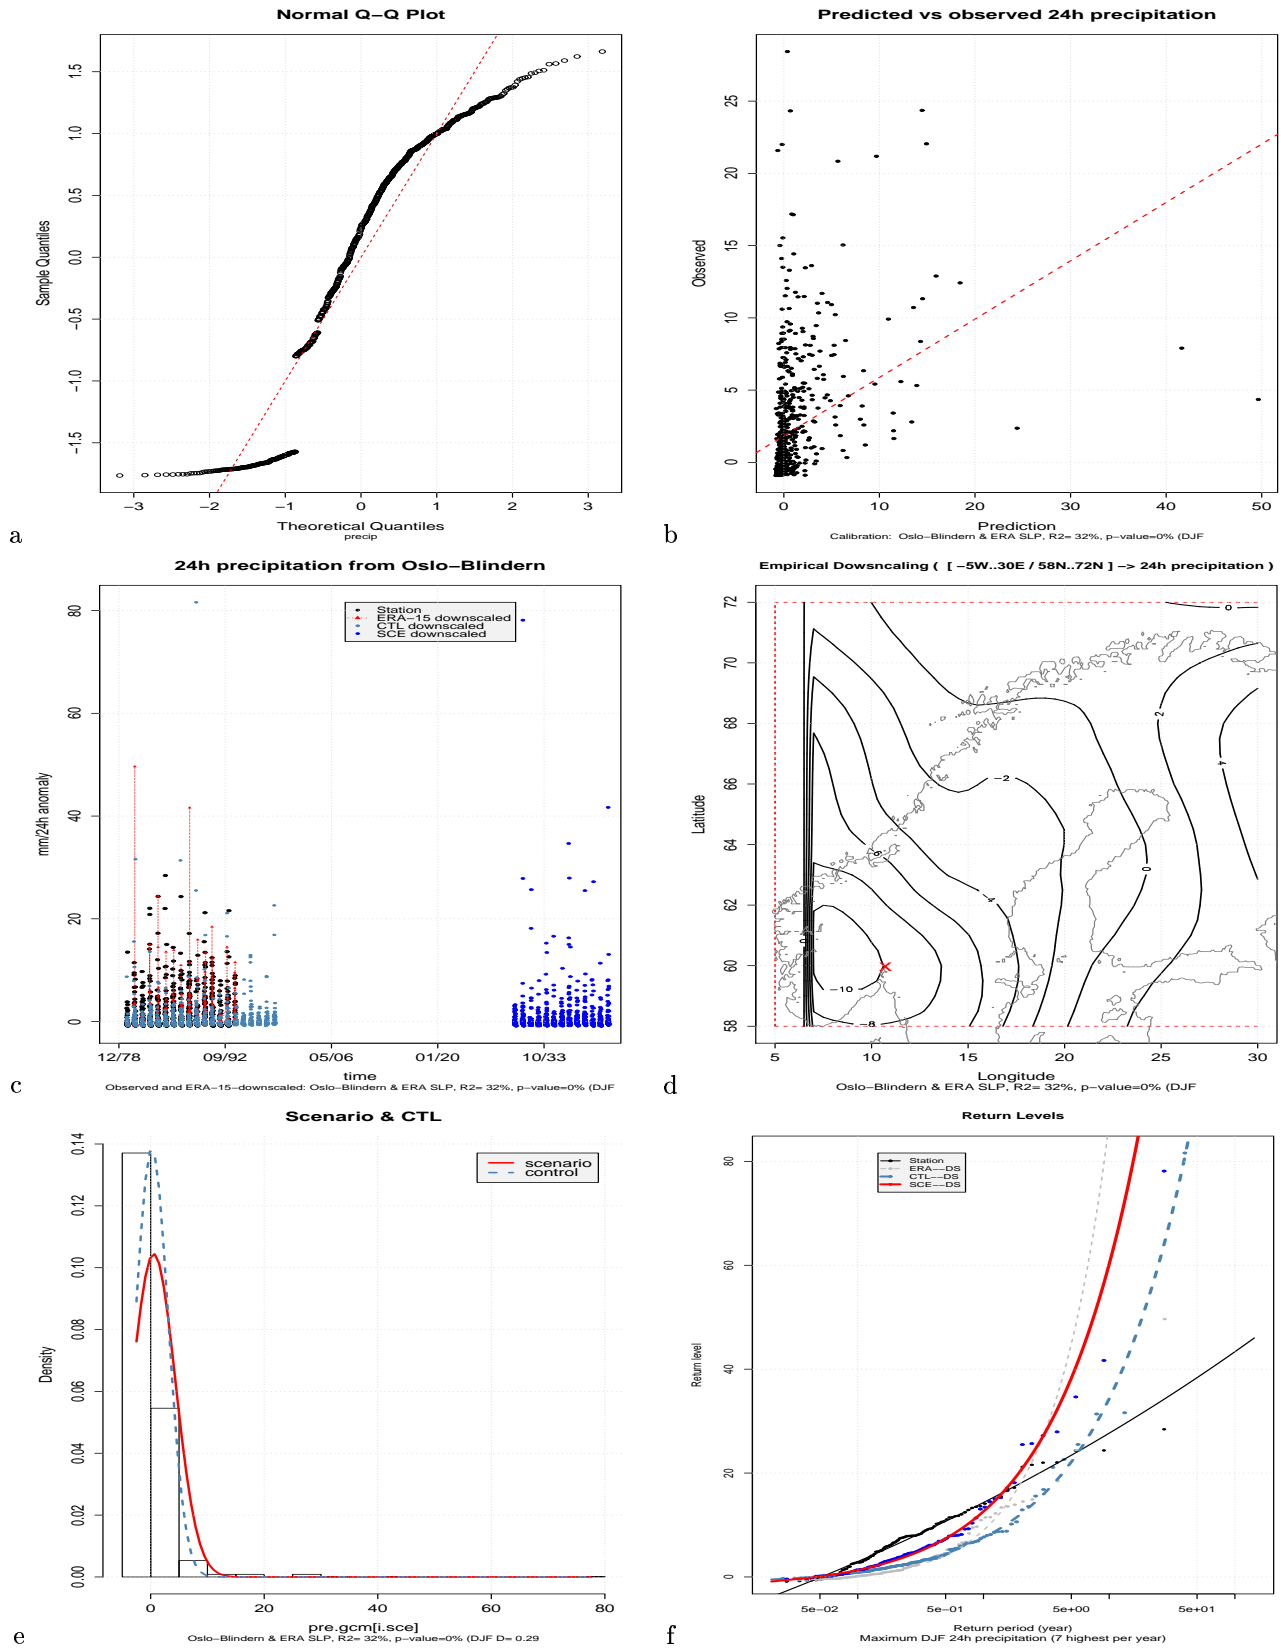 Normal Q−Q Plot
Sample Quantiles
1.5
1.0
0.5
0.0
−0.5
−1.0
−1.5
−3 −2 −1 0 1 2 3
Theoretical Quantiles
precip
a
Predicted vs observed 24h precipitation
Observed
25
20
15
10
5
0
0 10 20 30 40 50
Prediction
Calibration: Oslo−Blindern & ERA SLP, R2= 32%, p−value=0% (DJF
b
24h precipitation from Oslo−Blindern
mm/24h anomaly
80
60
40
20
0
Station
ERA−15 downscaled
CTL downscaled
SCE downscaled
12/78 09/92 05/06 01/20 10/33
time
Observed and ERA−15−downscaled: Oslo−Blindern & ERA SLP, R2= 32%, p−value=0% (DJF
c
Empirical Dowsncaling ( [ −5W..30E / 58N..72N ] −> 24h precipitation )
Latitude
72
70
68
66
64
62
60
58
0
2
4
−2
−6
0
−4
0
−10
−8
5 10 15 20 25 30
Longitude
Oslo−Blindern & ERA SLP, R2= 32%, p−value=0% (DJF
d
Scenario & CTL
Density
0.14
0.12
0.10
0.08
0.06
0.04
0.02
0.00
scenario
control
0 20 40 60 80
pre.gcm[i.sce]
Oslo−Blindern & ERA SLP, R2= 32%, p−value=0% (DJF D= 0.29
e
Return Levels
Return level
80
60
40
20
0
Station
ERA−−DS
CTL−−DS
SCE−−DS
5e−02 5e−01 5e+00 5e+01
Return period (year)
Maximum DJF 24h precipitation (7 highest per year)
f